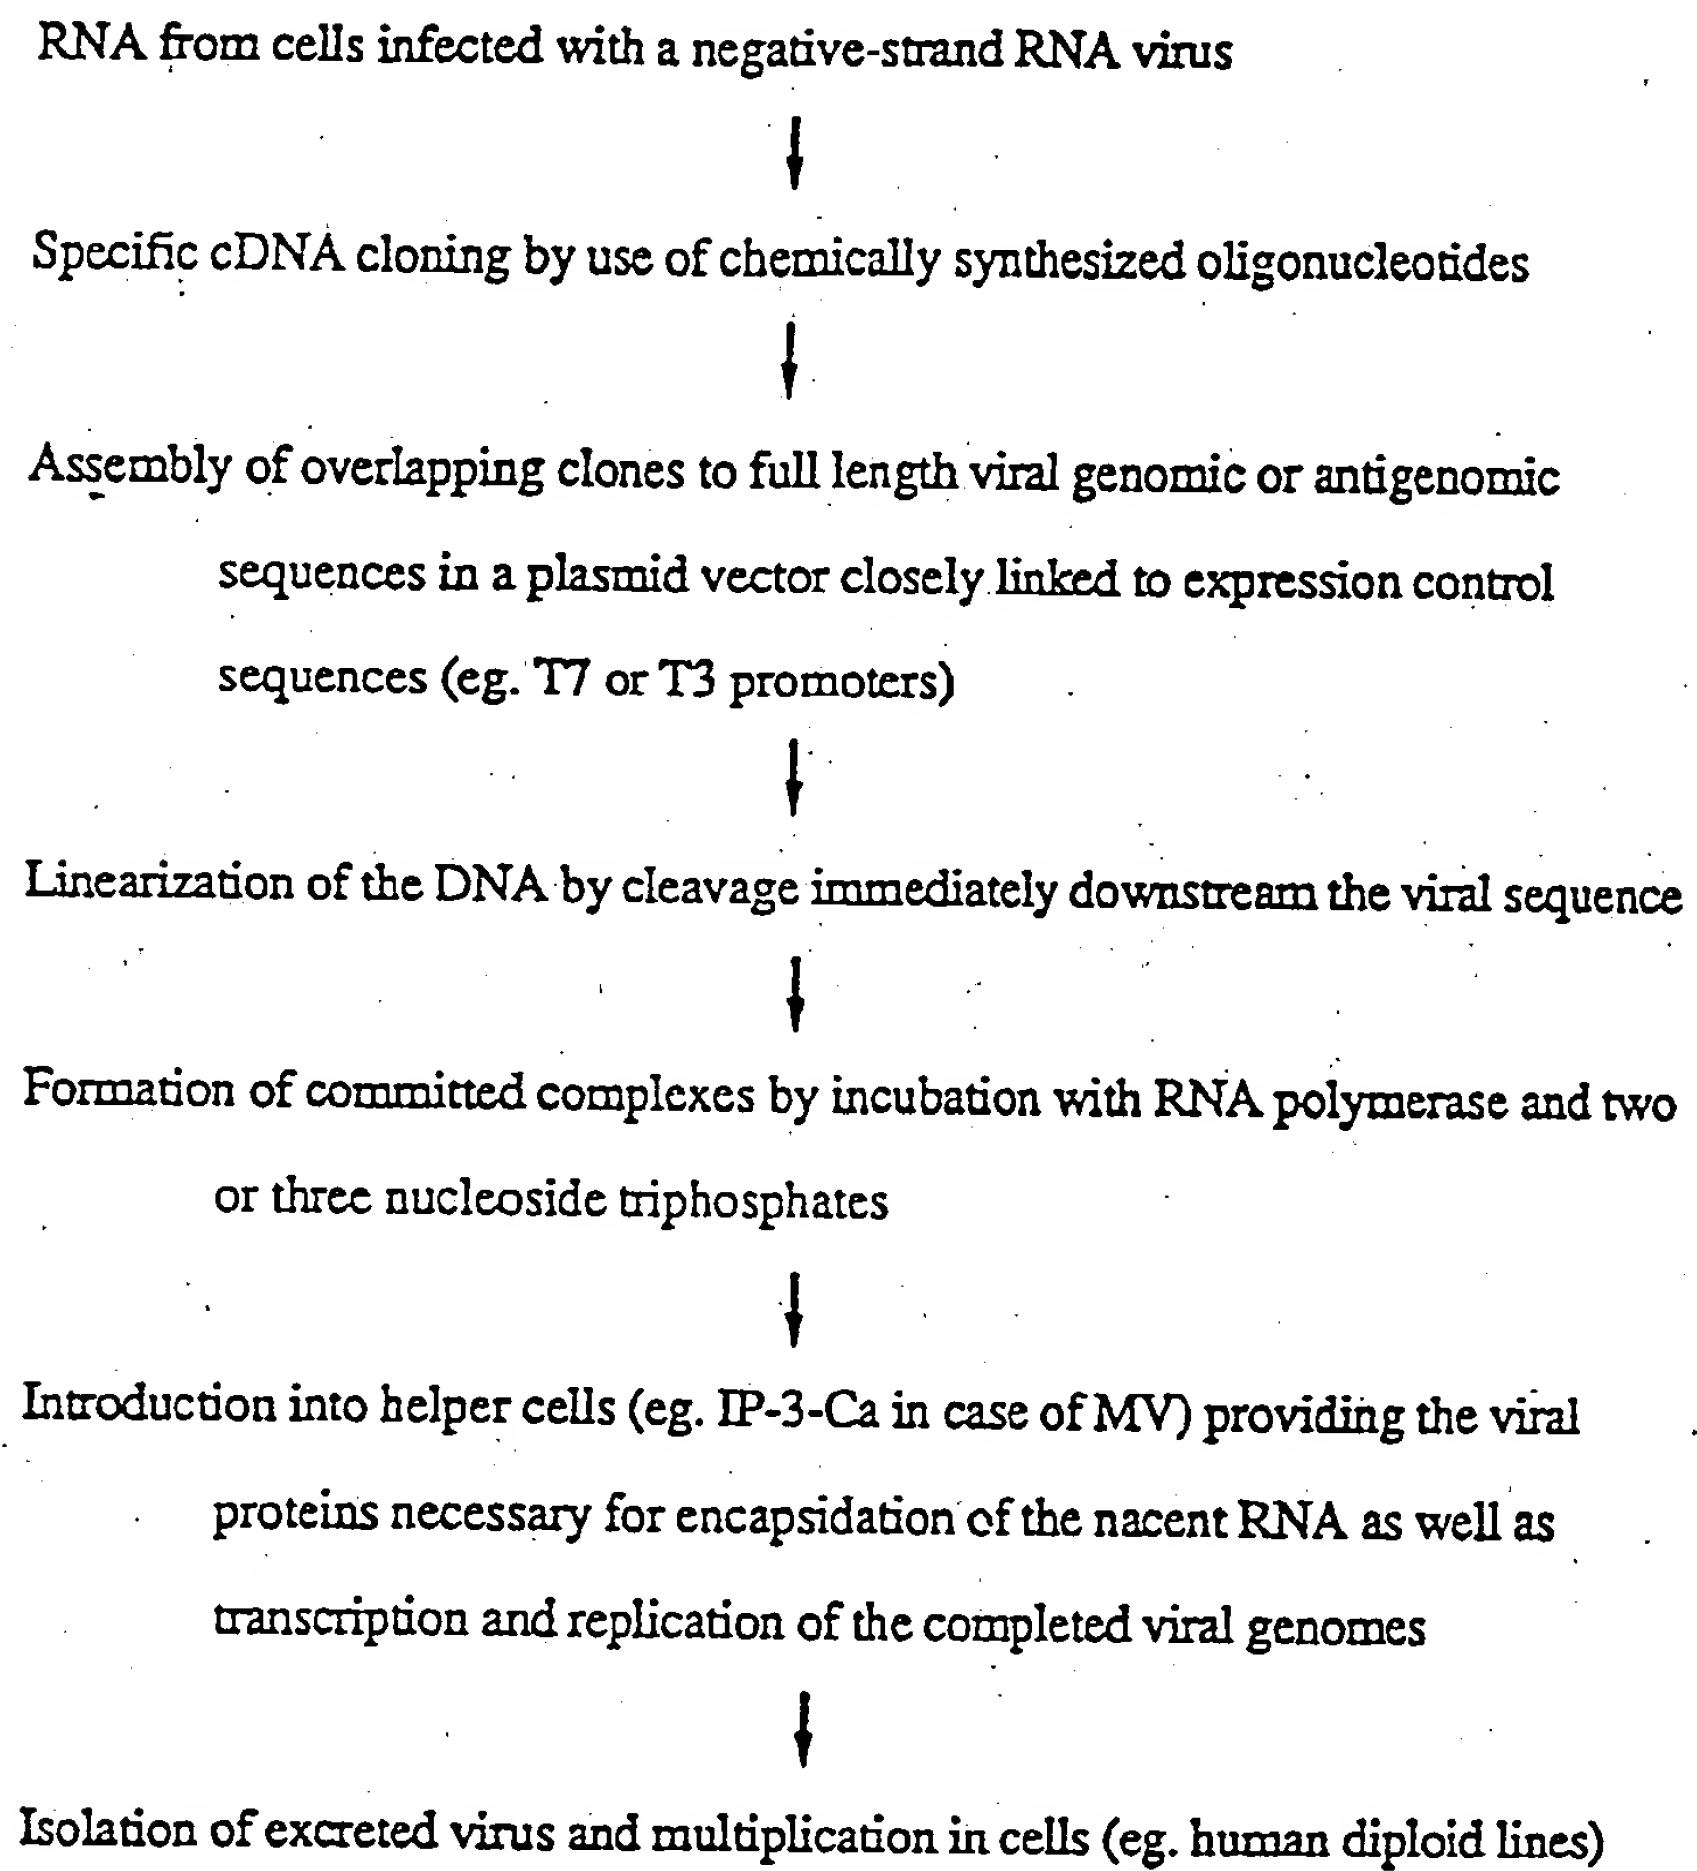 RNA from cells infected with a negative-strand RNA virus
Specific cDNA cloning by use of chemically synthesized oligonucleotides
Assembly of overlapping clones to full length viral genomic or antigenomic
sequences in a plasmid vector closely linked to expression control
sequences (eg. T7 or T3 promoters)
Linearization of the DNA by cleavage immediately downstream the viral sequence
Formation of committed complexes by incubation with RNA polymerase and two
or three nucleoside triphosphates
Introduction into helper cells (eg. IP-3-Ca in case of MV) providing the viral
proteins necessary for encapsidation of the nacent RNA as well as
transcription and replication of the completed viral genomes
Isolation of excreted virus and multiplication in cells (eg. human diploid lines)